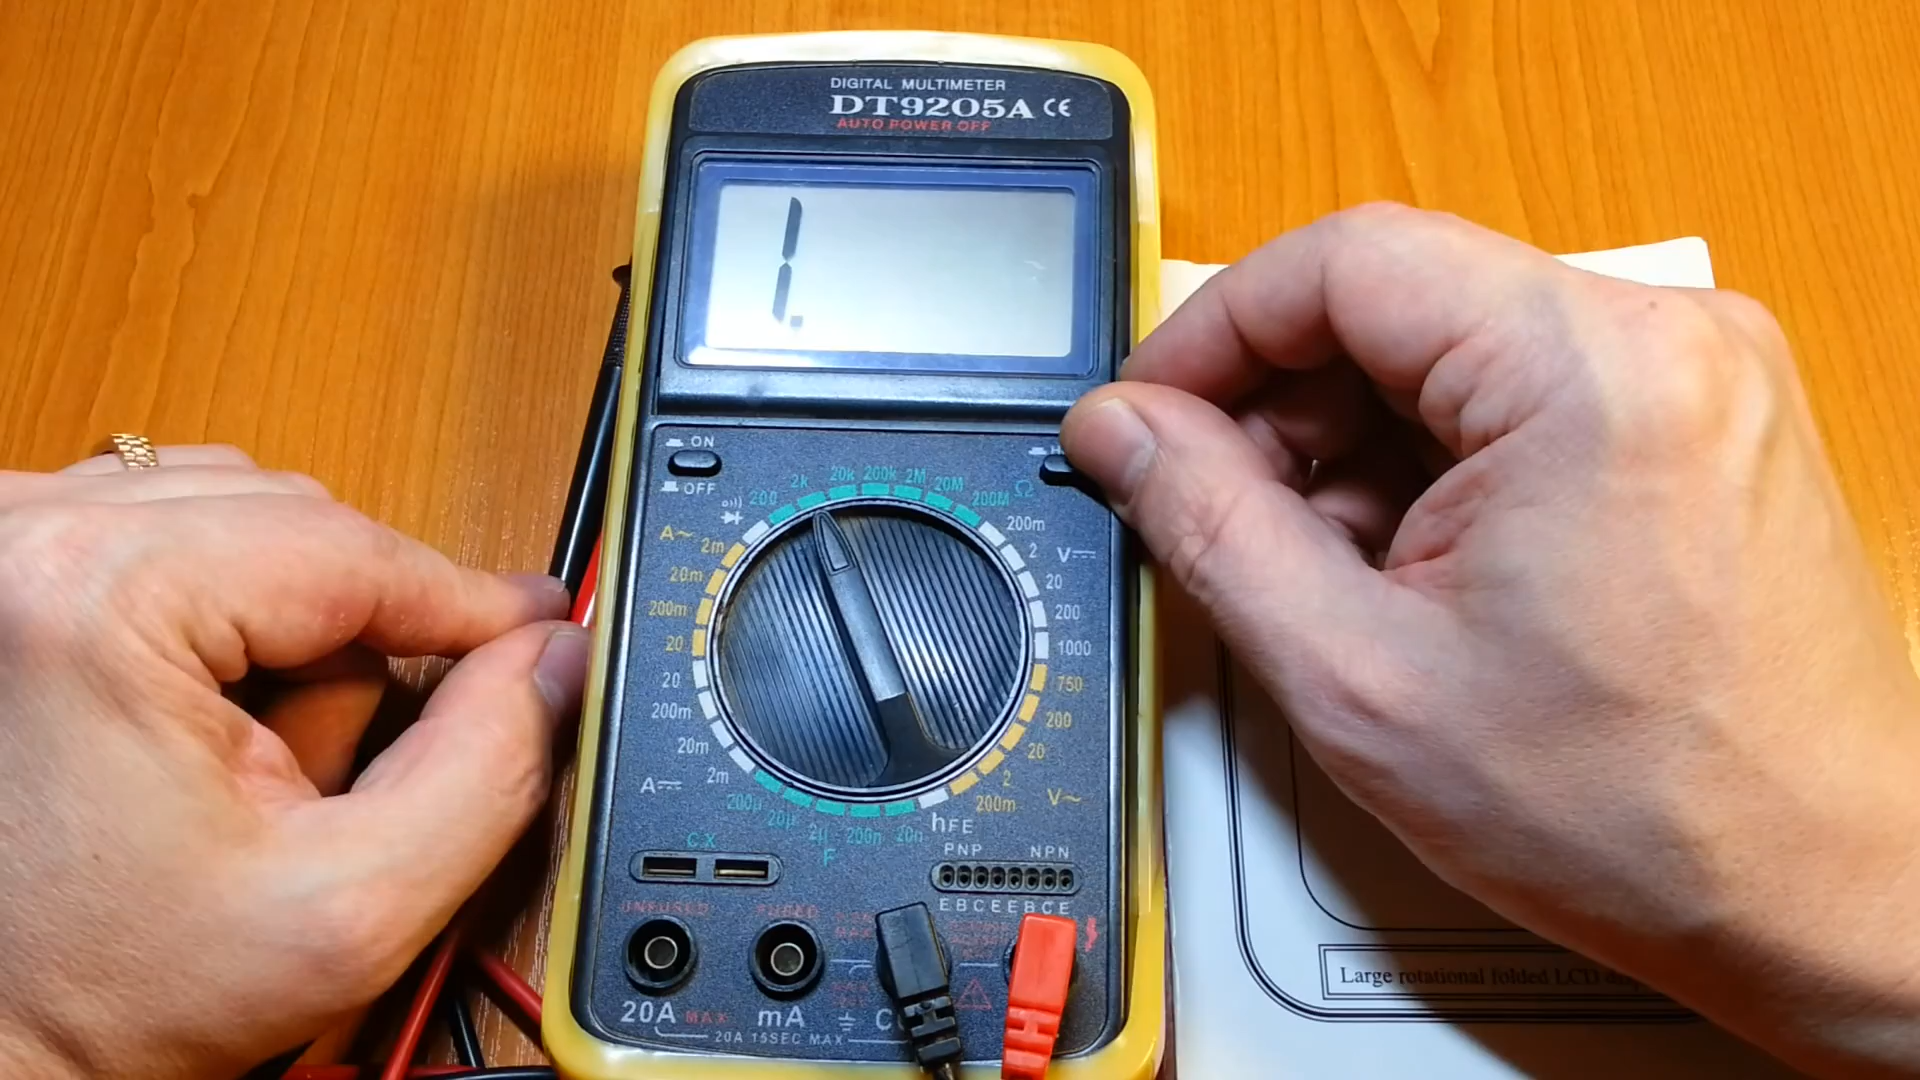 DIGITAL MULTIMETER
DT9205A CE
AUTO POWER OFF
1.
ON
OFF
2k 20k 200k 2M 20M
200 200M Ω
200m
A~ 2m 2 V
20m 20
200m 200
20 1000
20 750
200m 200
20m 20
A 2m 2
200µ 200m V~
20µ 2µ 200n 20n hFE
F
CX
PNP NPN
EBCEEBCE
UNFUSED FUSED
MAX
20A MAX mA
20A 15SEC MAX
Large rotational folded LCD